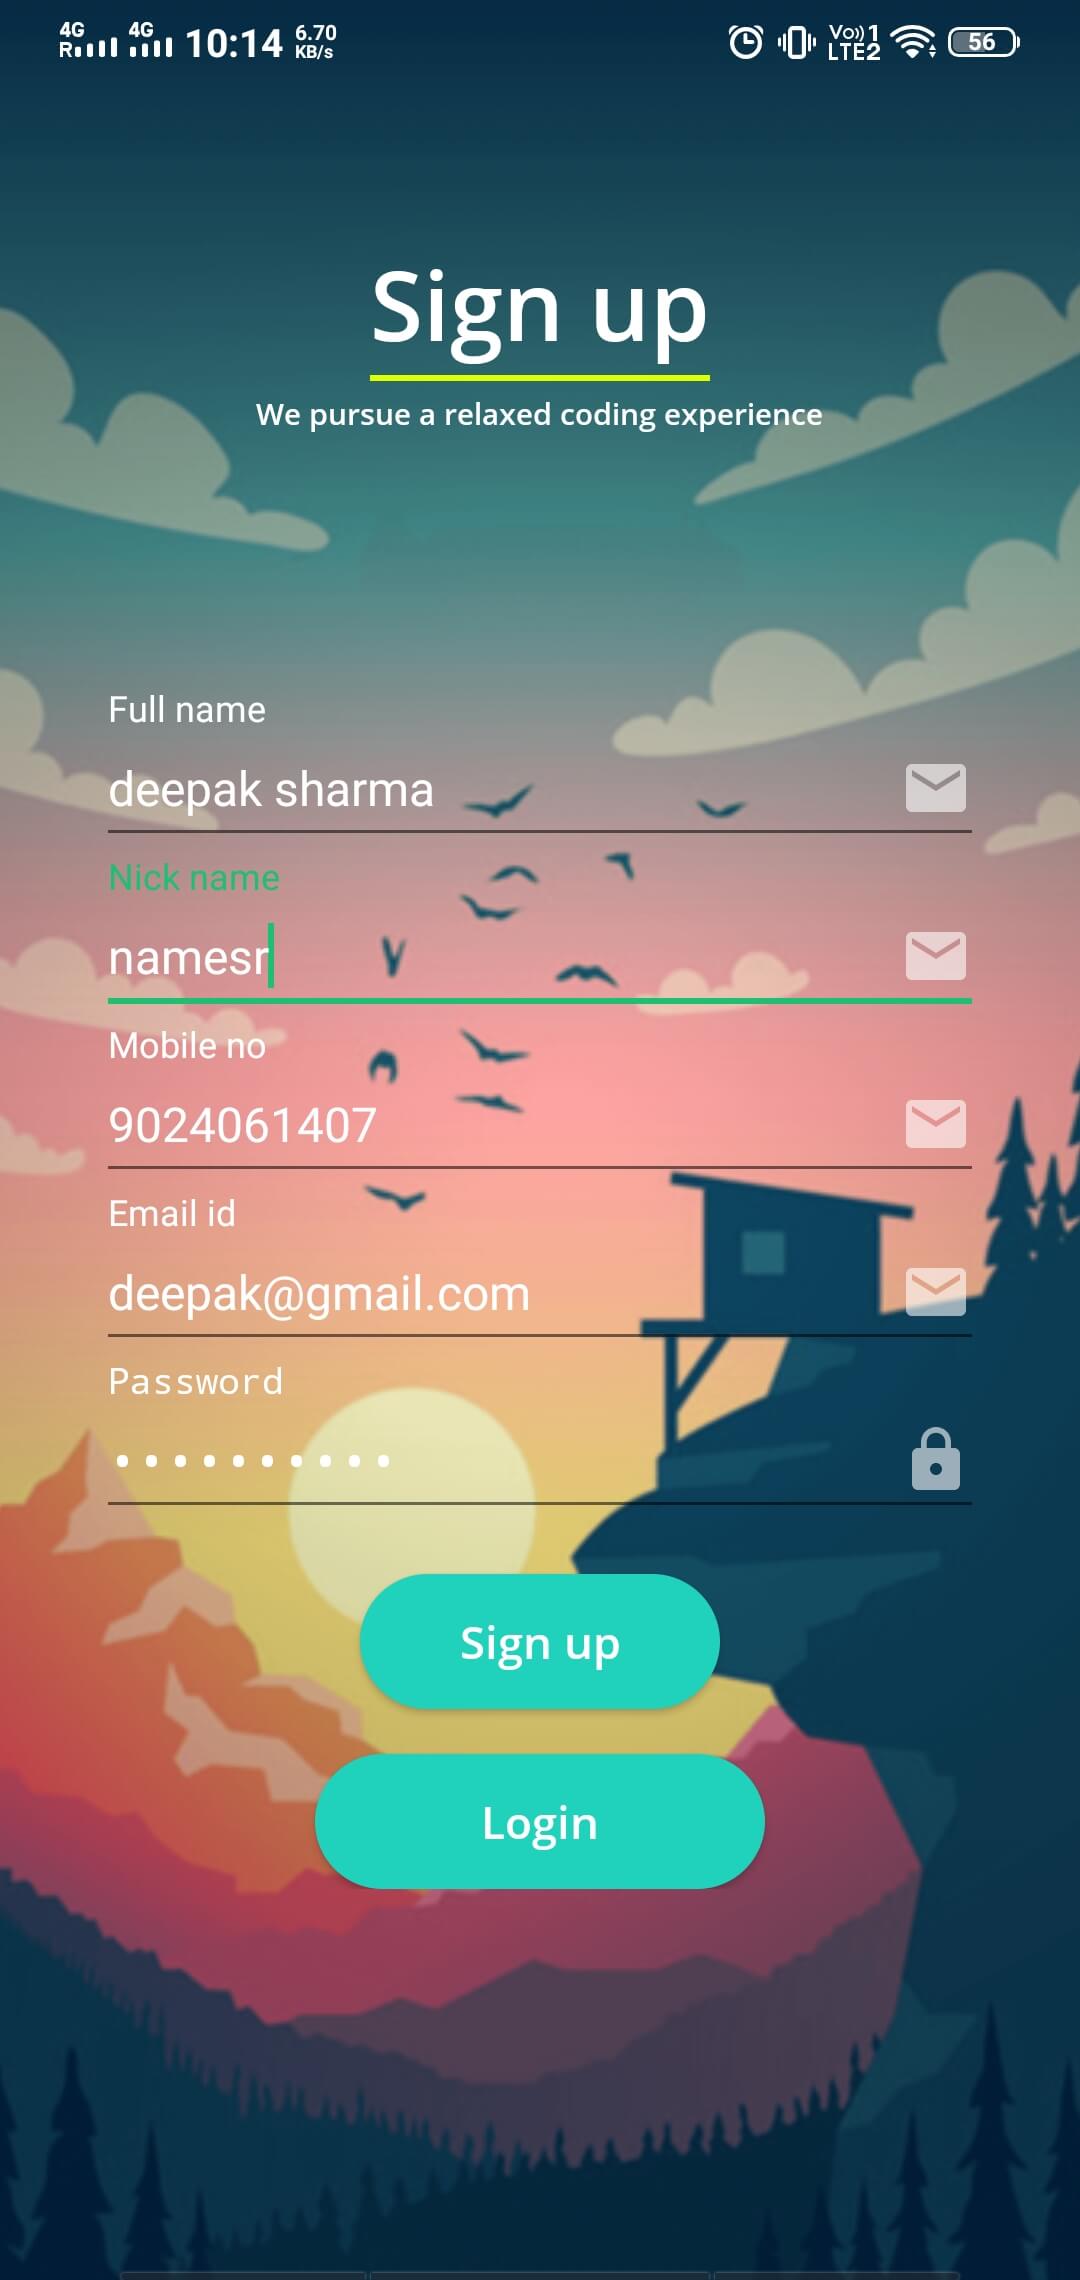 4G 4G
R 10:14 6.70
KB/s
Vo)) 1
LTE2
56
Sign up
We pursue a relaxed coding experience
Full name
deepak sharma
Nick name
namesr
Mobile no
9024061407
Email id
deepak@gmail.com
Password
Sign up
Login